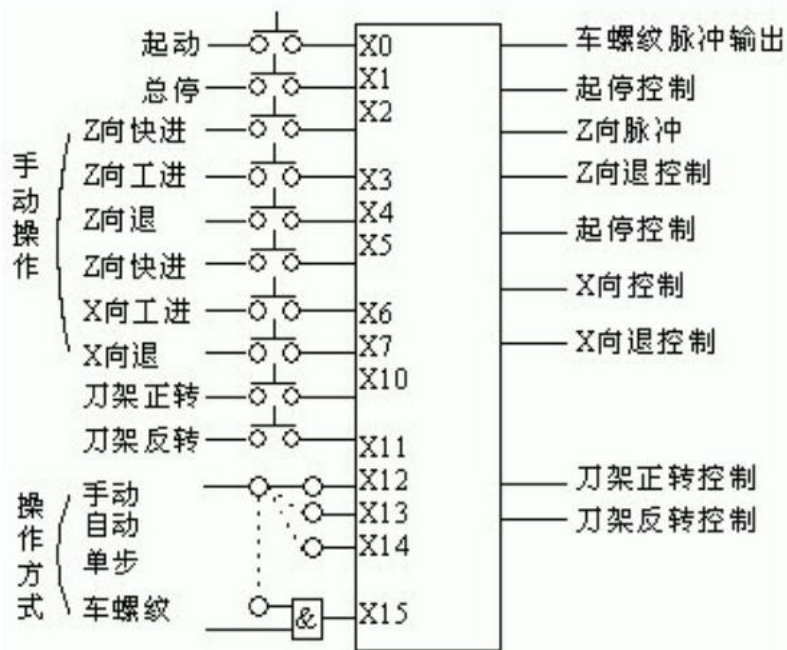 起动 X0 车螺纹脉冲输出
总停 X1 起停控制
X2
Z向快进 Z向脉冲
手动操作
Z向工进 X3 Z向退控制
Z向退 X4
X5 起停控制
Z向快进
X向工进 X6 X向控制
X向退 X7 X向退控制
刀架正转 X10
刀架反转 X11
操作方式
手动 X12 刀架正转控制
自动 X13 刀架反转控制
单步 X14
车螺纹 & X15